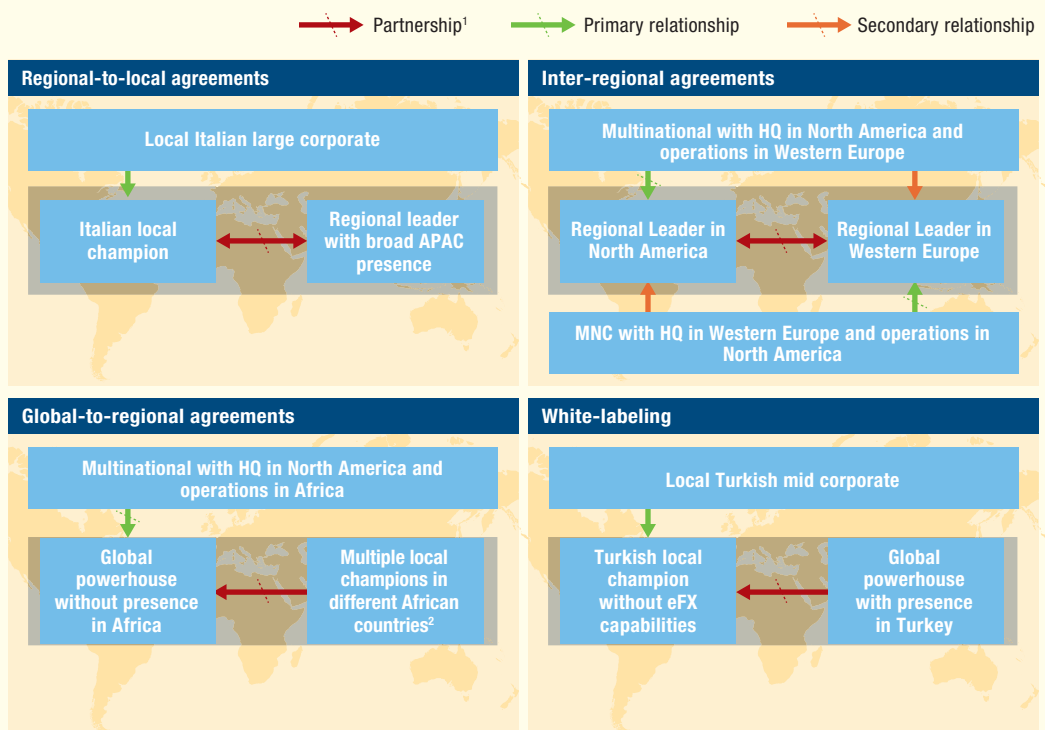 Partnership¹
Primary relationship
Secondary relationship
Regional-to-local agreements
Local Italian large corporate
Italian local
champion
Regional leader
with broad APAC
presence
Inter-regional agreements
Multinational with HQ in North America and
operations in Western Europe
Regional Leader in
North America
Regional Leader in
Western Europe
MNC with HQ in Western Europe and operations in
North America
Global-to-regional agreements
Multinational with HQ in North America and
operations in Africa
Global
powerhouse
without presence
in Africa
Multiple local
champions in
different African
countries²
White-labeling
Local Turkish mid corporate
Turkish local
champion
without eFX
capabilities
Global
powerhouse
with presence
in Turkey